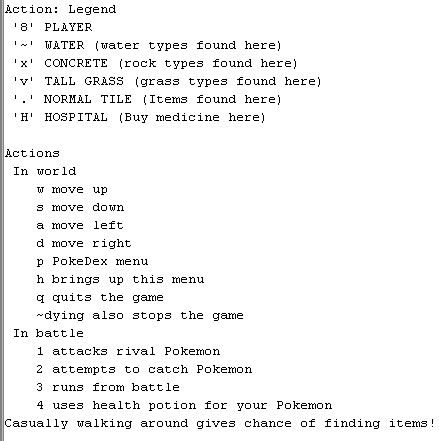 Action: Legend
'8' PLAYER
'~' WATER (water types found here)
'x' CONCRETE (rock types found here)
'v' TALL GRASS (grass types found here)
'.' NORMAL TILE (Items found here)
'H' HOSPITAL (Buy medicine here)
Actions
In world
w move up
s move down
a move left
d move right
p PokeDex menu
h brings up this menu
q quits the game
~dying also stops the game
In battle
1 attacks rival Pokemon
2 attempts to catch Pokemon
3 runs from battle
4 uses health potion for your Pokemon
Casually walking around gives chance of finding items!